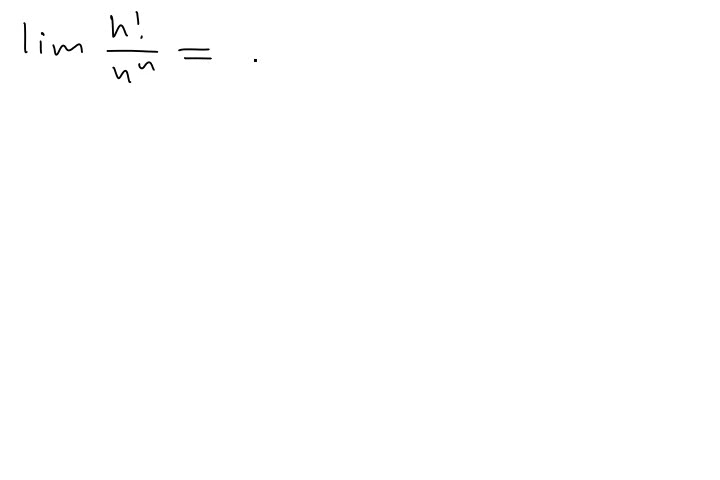 lim n!/n^n = .